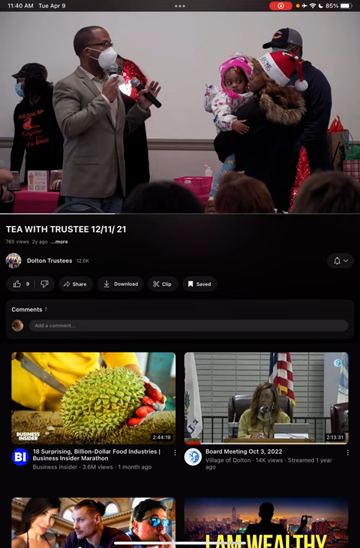 11:40 AM Tue Apr 9
85%
TEA WITH TRUSTEE 12/11/ 21
760 views 2y ago ...more
Dolton Trustees 12.6K
9 Share Download Clip Saved
Comments 7
Add a comment...
BUSINESS
INSIDER
2:44:19
2:13:31
BI
18 Surprising, Billion-Dollar Food Industries |
Business Insider Marathon
Business Insider · 3.6M views · 1 month
ago
Board Meeting Oct 3, 2022
Village of Dolton · 14K views · Streamed 1 year
ago
I AM WEALTHY